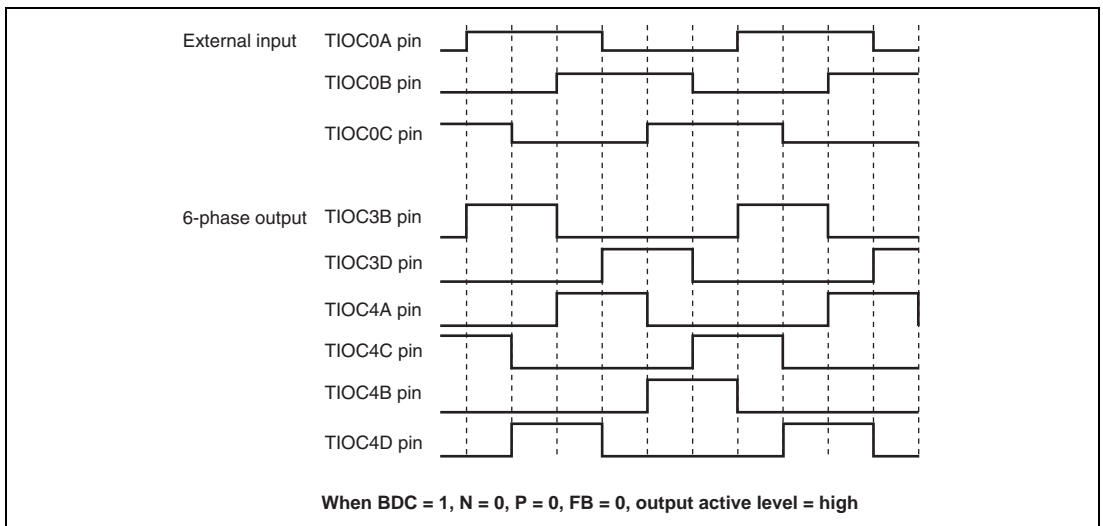 External input TIOC0A pin
TIOC0B pin
TIOC0C pin
6-phase output TIOC3B pin
TIOC3D pin
TIOC4A pin
TIOC4C pin
TIOC4B pin
TIOC4D pin
When BDC = 1, N = 0, P = 0, FB = 0, output active level = high